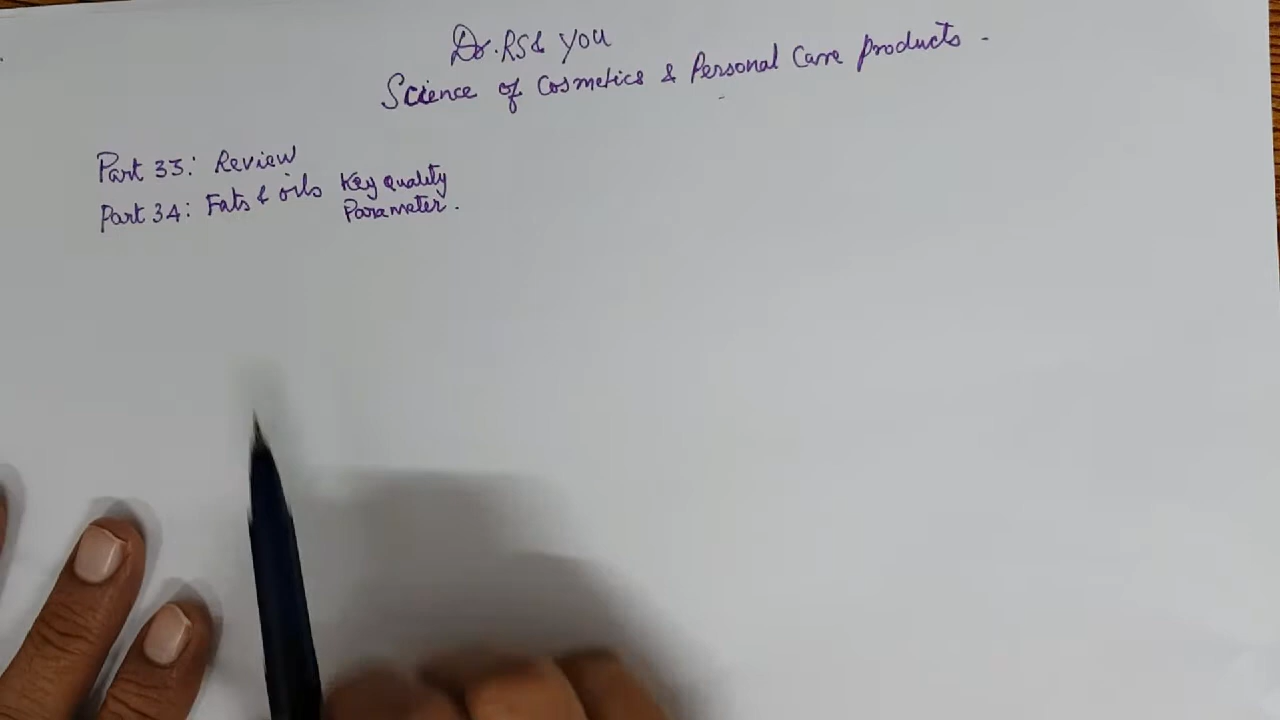 Dr. RS & YOU
Science of Cosmetics & Personal Care products.
Part 33: Review
Part 34: Fats & oils Key quality
Parameter.